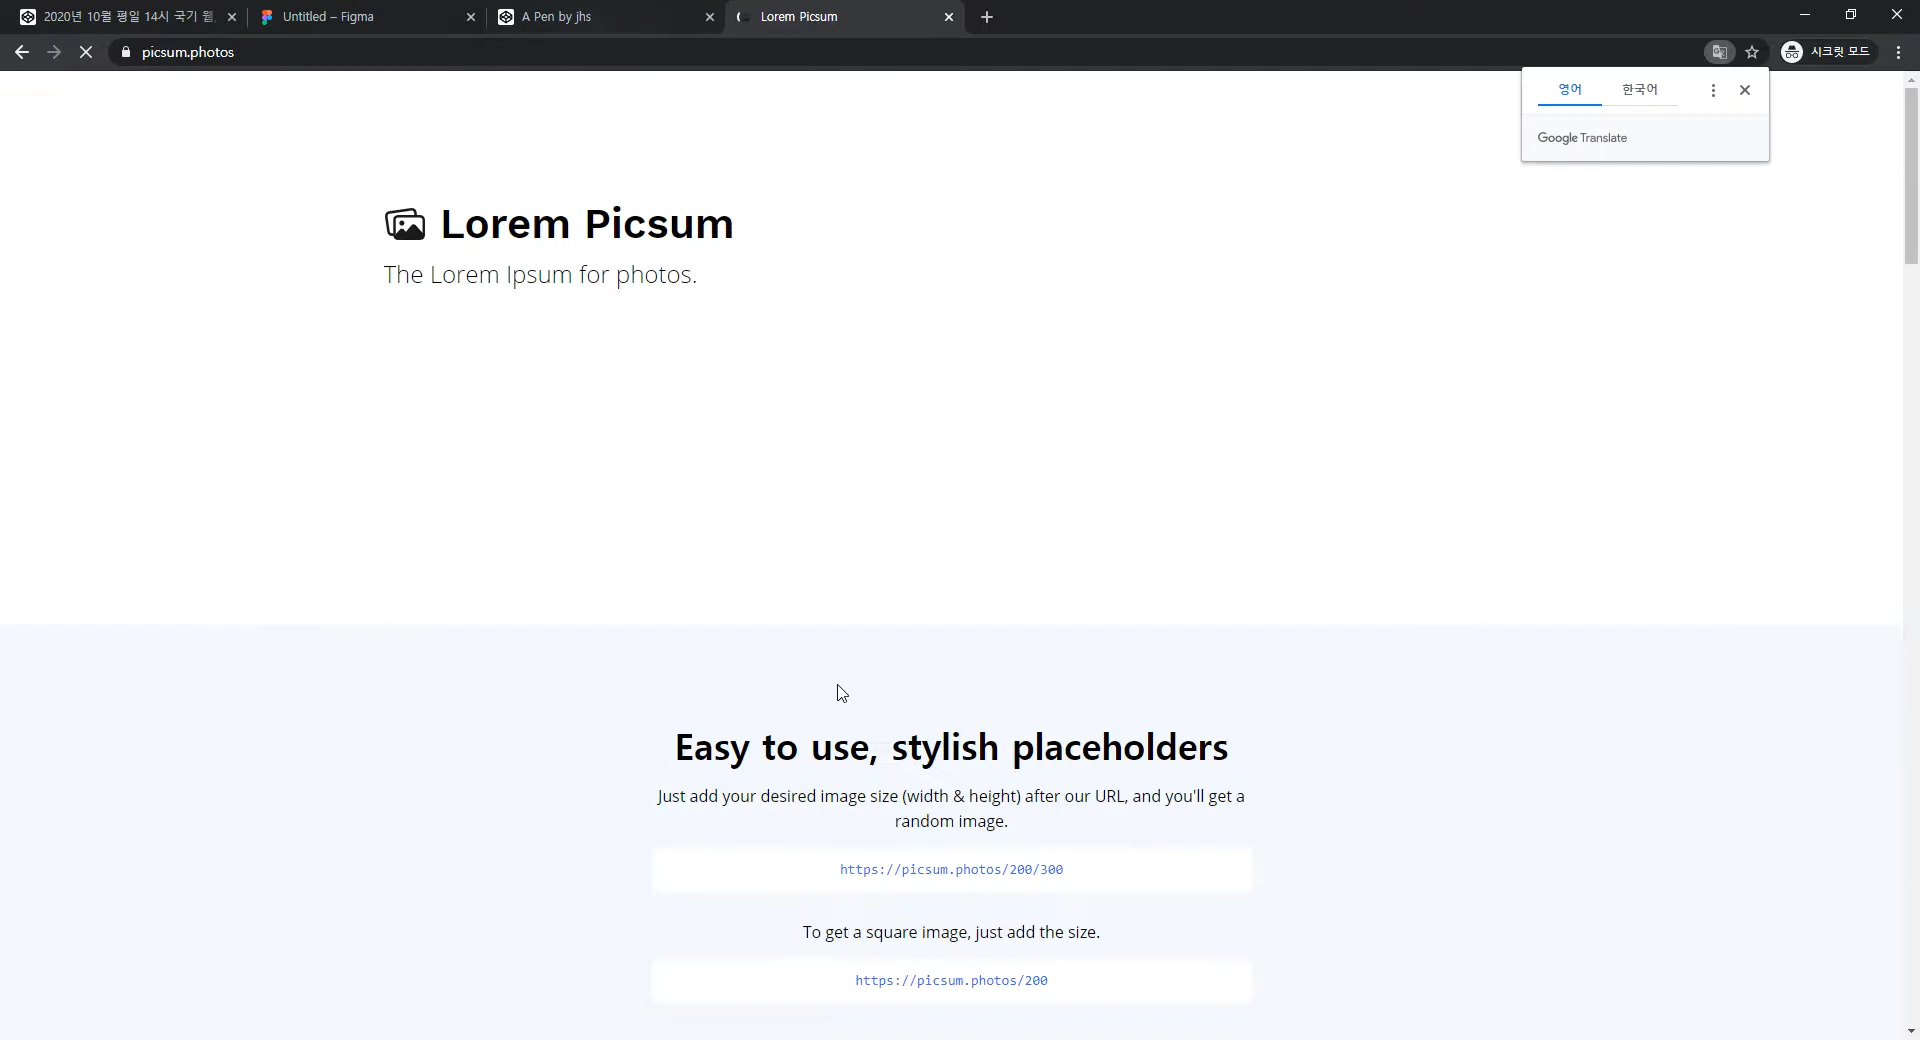 2020년 10월 평일 14시 국기 웹
Untitled – Figma
A Pen by jhs
Lorem Picsum
picsum.photos
시크릿 모드
영어
한국어
Google Translate
Lorem Picsum
The Lorem Ipsum for photos.
Easy to use, stylish placeholders
Just add your desired image size (width & height) after our URL, and you'll get a
random image.
https://picsum.photos/200/300
To get a square image, just add the size.
https://picsum.photos/200